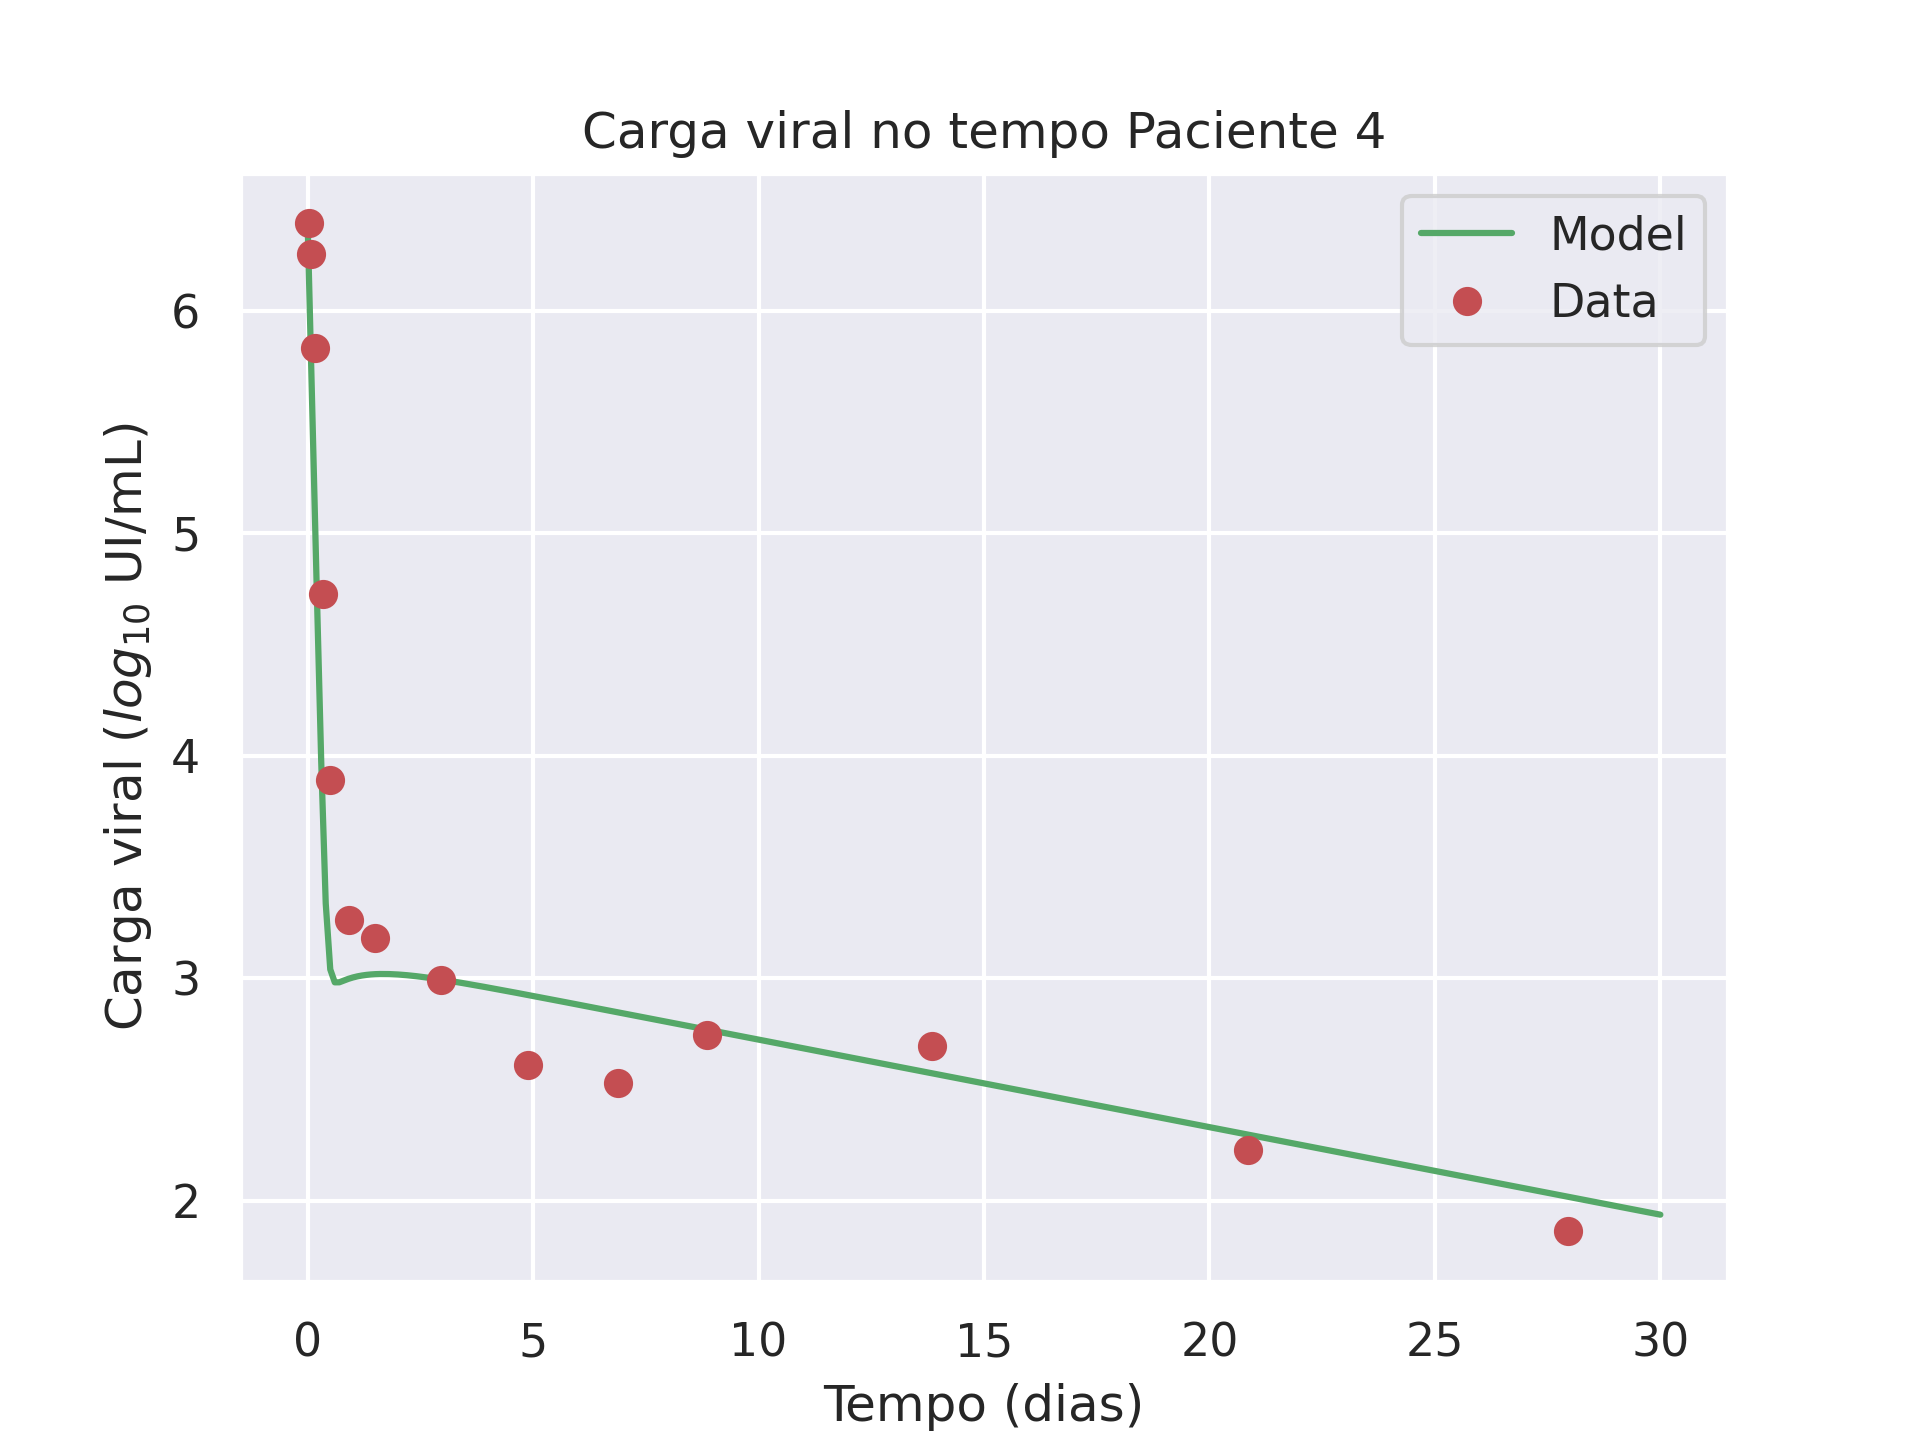 Carga viral no tempo Paciente 4
Model
Data
6
5
4
3
2
Carga viral (log10 UI/mL)
0 5 10 15 20 25 30
Tempo (dias)